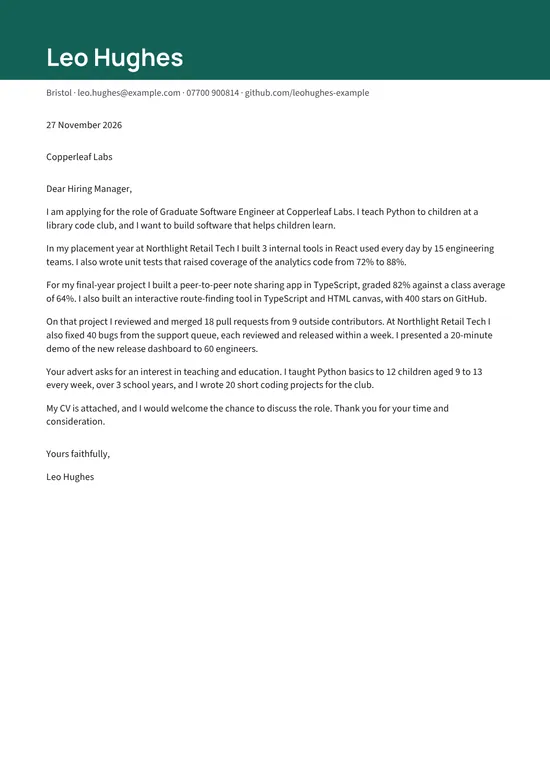 Leo Hughes
Bristol · leo.hughes@example.com · 07700 900814 · github.com/leohughes-example
27 November 2026
Copperleaf Labs
Dear Hiring Manager,
I am applying for the role of Graduate Software Engineer at Copperleaf Labs. I teach Python to children at a
library code club, and I want to build software that helps children learn.
In my placement year at Northlight Retail Tech I built 3 internal tools in React used every day by 15 engineering
teams. I also wrote unit tests that raised coverage of the analytics code from 72% to 88%.
For my final-year project I built a peer-to-peer note sharing app in TypeScript, graded 82% against a class average
of 64%. I also built an interactive route-finding tool in TypeScript and HTML canvas, with 400 stars on GitHub.
On that project I reviewed and merged 18 pull requests from 9 outside contributors. At Northlight Retail Tech I
also fixed 40 bugs from the support queue, each reviewed and released within a week. I presented a 20-minute
demo of the new release dashboard to 60 engineers.
Your advert asks for an interest in teaching and education. I taught Python basics to 12 children aged 9 to 13
every week, over 3 school years, and I wrote 20 short coding projects for the club.
My CV is attached, and I would welcome the chance to discuss the role. Thank you for your time and
consideration.
Yours faithfully,
Leo Hughes